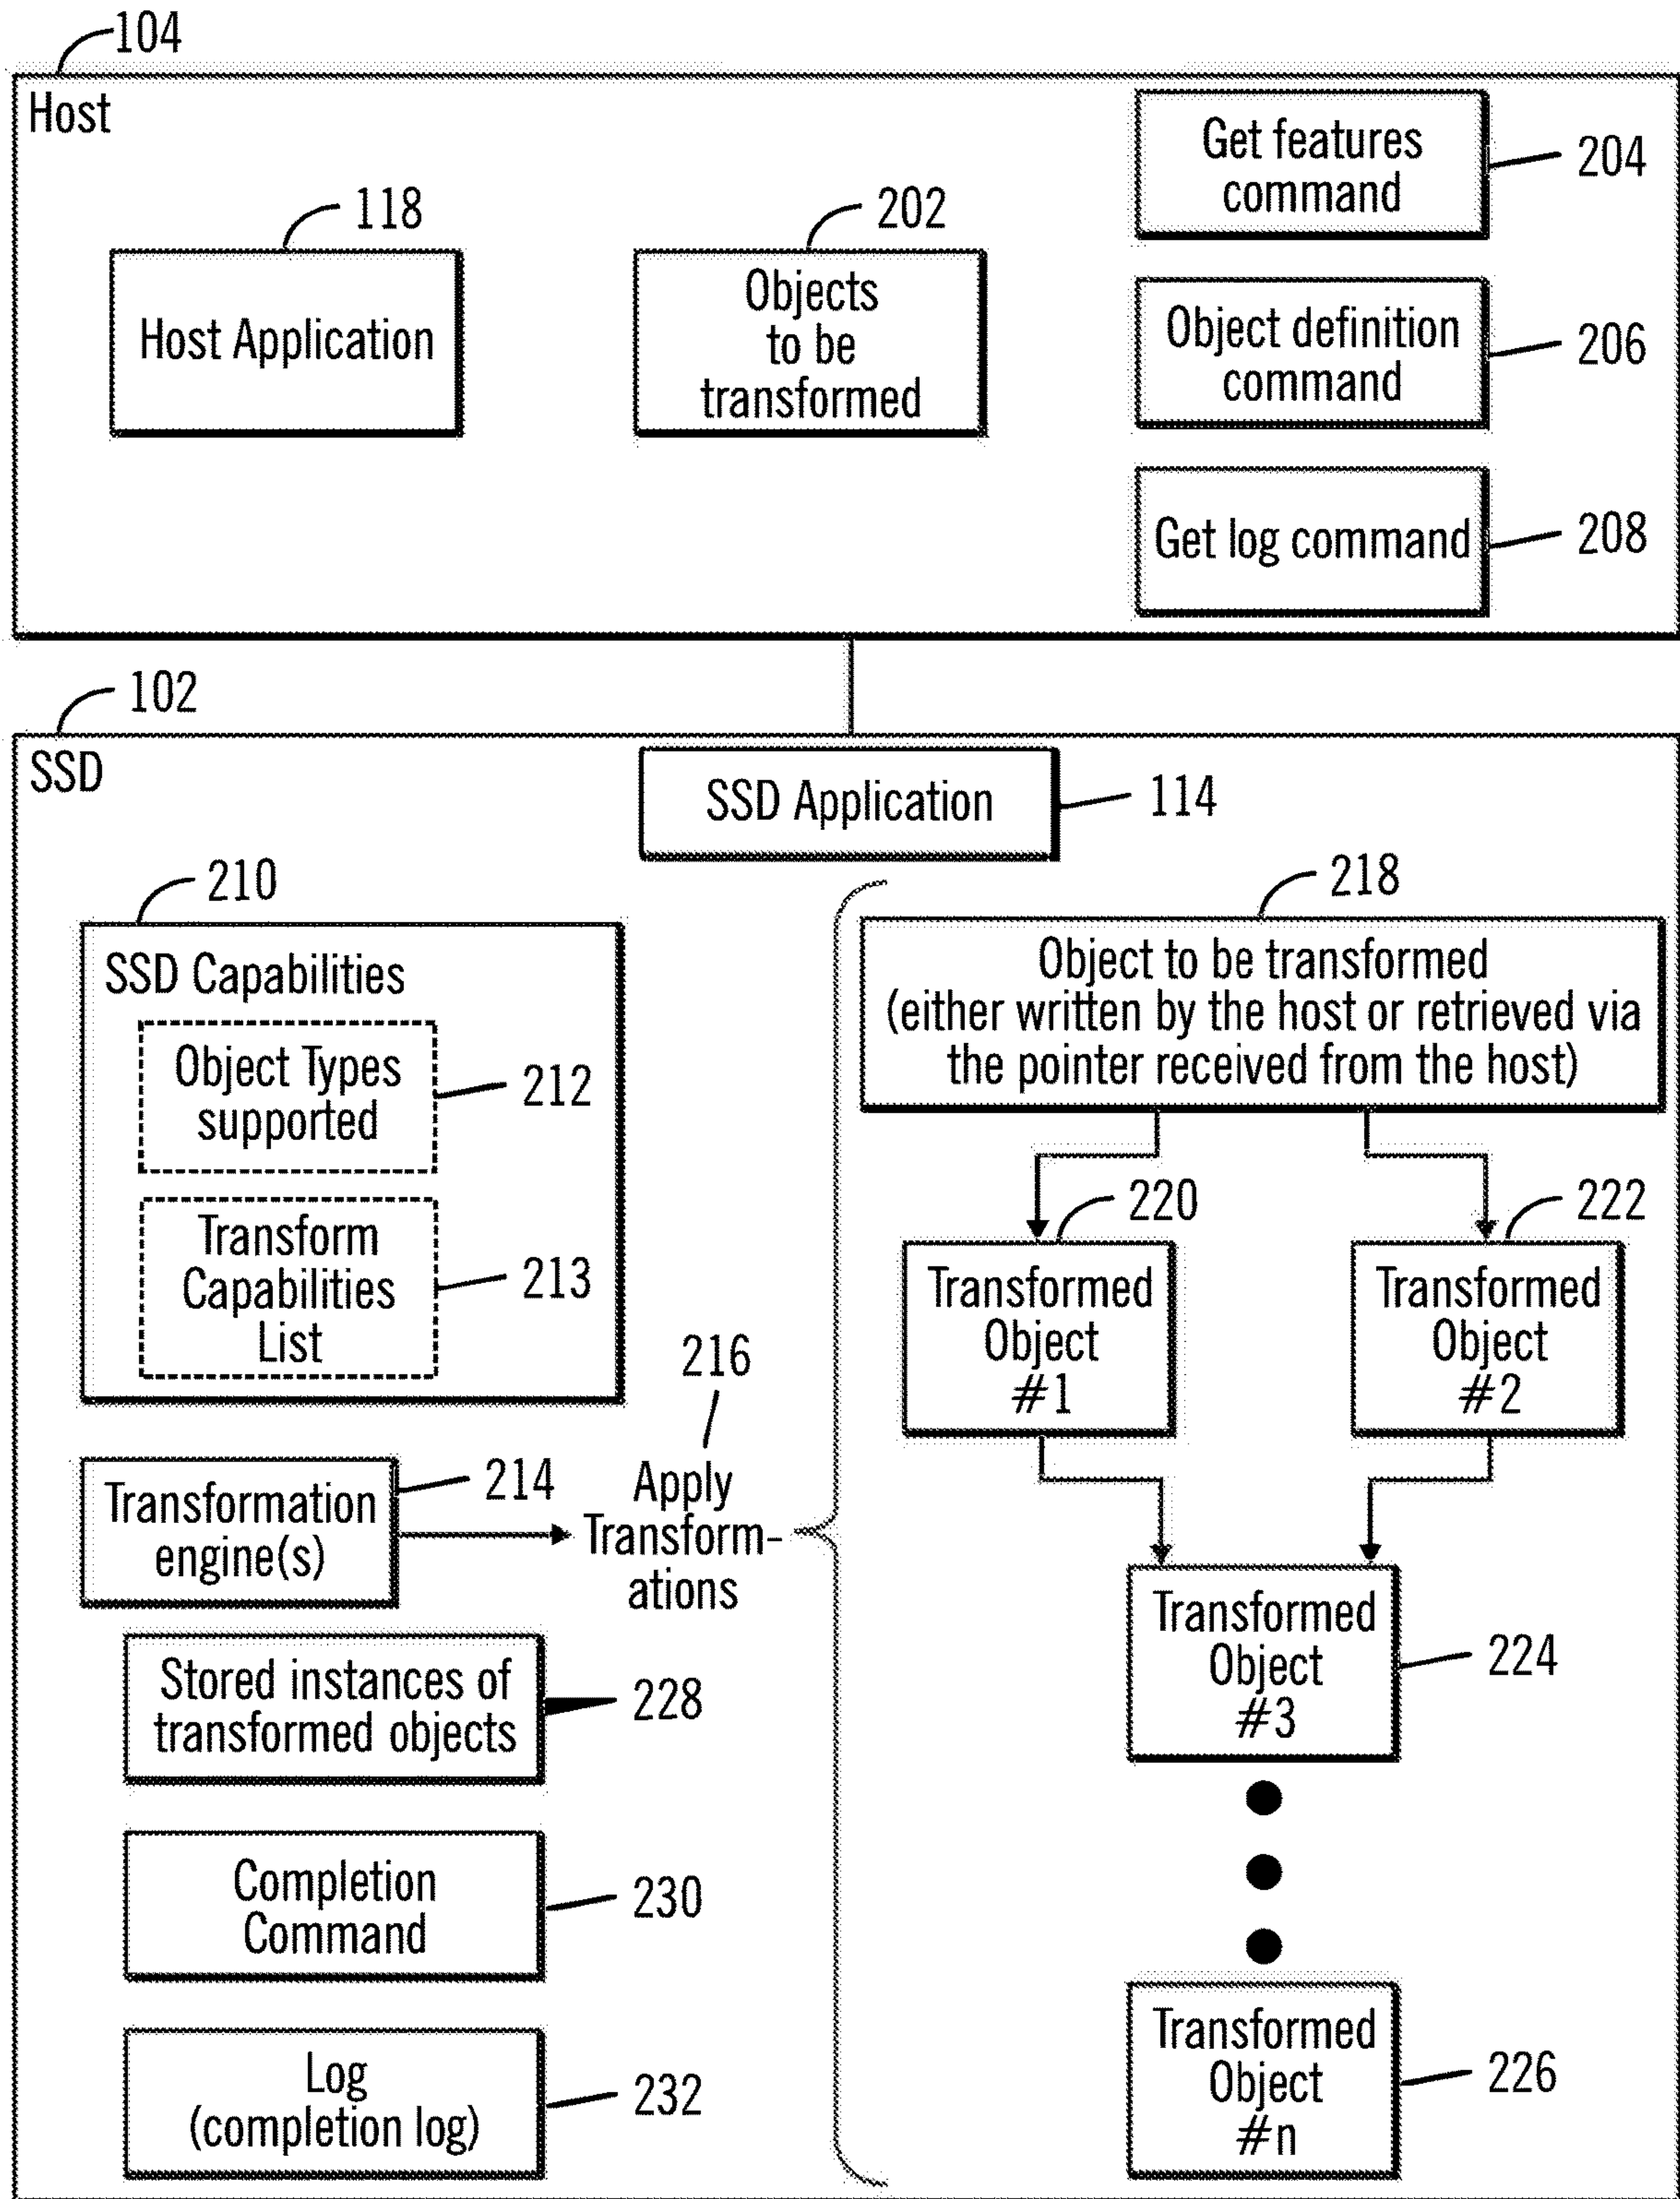 104
Host
118
Host Application
202
Objects
to be
transformed
Get features
command
204
Object definition
command
206
Get log command
208
102
SSD
SSD Application
114
210
SSD Capabilities
Object Types
supported
212
Transform
Capabilities
List
213
Transformation
engine(s)
214
216
Apply
Transform-
ations
Stored instances of
transformed objects
228
Completion
Command
230
Log
(completion log)
232
218
Object to be transformed
(either written by the host or retrieved via
the pointer received from the host)
220
Transformed
Object
#1
222
Transformed
Object
#2
Transformed
Object
#3
224
Transformed
Object
#n
226